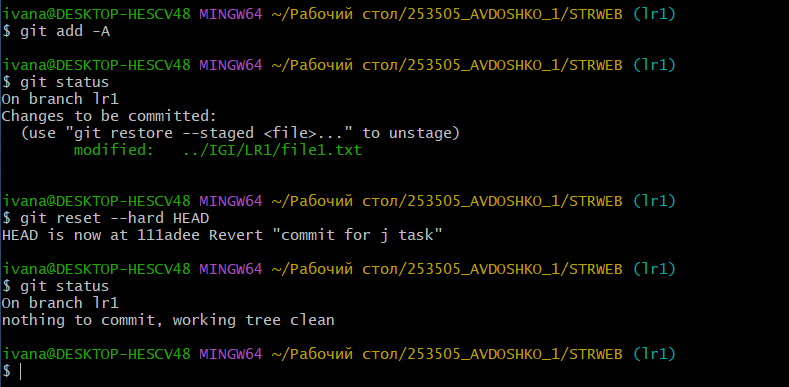 ivana@DESKTOP-HESCV48 MINGW64 ~/Рабочий стол/253505_AVDOSHKO_1/STRWEB (lr1)
$ git add -A
ivana@DESKTOP-HESCV48 MINGW64 ~/Рабочий стол/253505_AVDOSHKO_1/STRWEB (lr1)
$ git status
On branch lr1
Changes to be committed:
  (use "git restore --staged <file>..." to unstage)
        modified:   ../IGI/LR1/file1.txt
ivana@DESKTOP-HESCV48 MINGW64 ~/Рабочий стол/253505_AVDOSHKO_1/STRWEB (lr1)
$ git reset --hard HEAD
HEAD is now at 111adee Revert "commit for j task"
ivana@DESKTOP-HESCV48 MINGW64 ~/Рабочий стол/253505_AVDOSHKO_1/STRWEB (lr1)
$ git status
On branch lr1
nothing to commit, working tree clean
ivana@DESKTOP-HESCV48 MINGW64 ~/Рабочий стол/253505_AVDOSHKO_1/STRWEB (lr1)
$